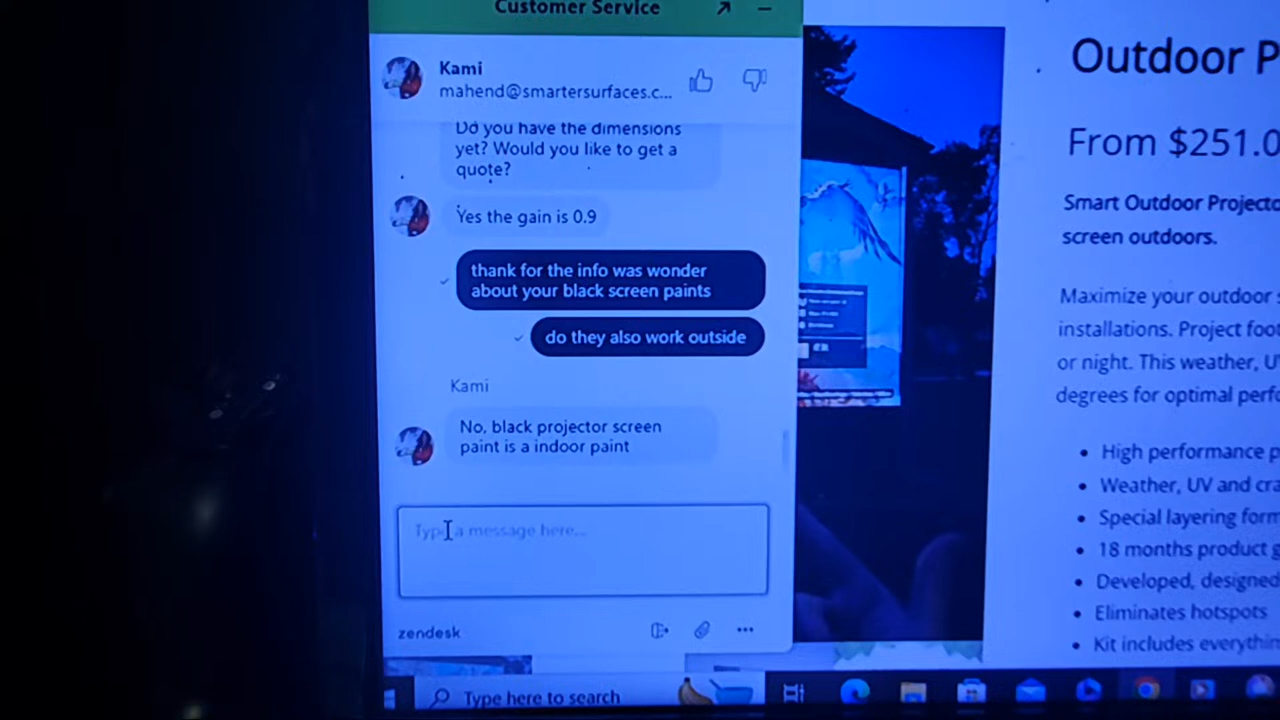 Customer Service
Kami
mahend@smartersurfaces.c...
Do you have the dimensions
yet? Would you like to get a
quote?
Yes the gain is 0.9
thank for the info was wonder
about your black screen paints
do they also work outside
Kami
No, black projector screen
paint is a indoor paint
Type a message here...
zendesk
Type here to search
Outdoor P
From $251.0
Smart Outdoor Projecto
screen outdoors.
Maximize your outdoor s
installations. Project foot
or night. This weather, U
degrees for optimal perfo
High performance p
Weather, UV and cra
Special layering form
18 months product g
Developed, designed
Eliminates hotspots
Kit includes everythin